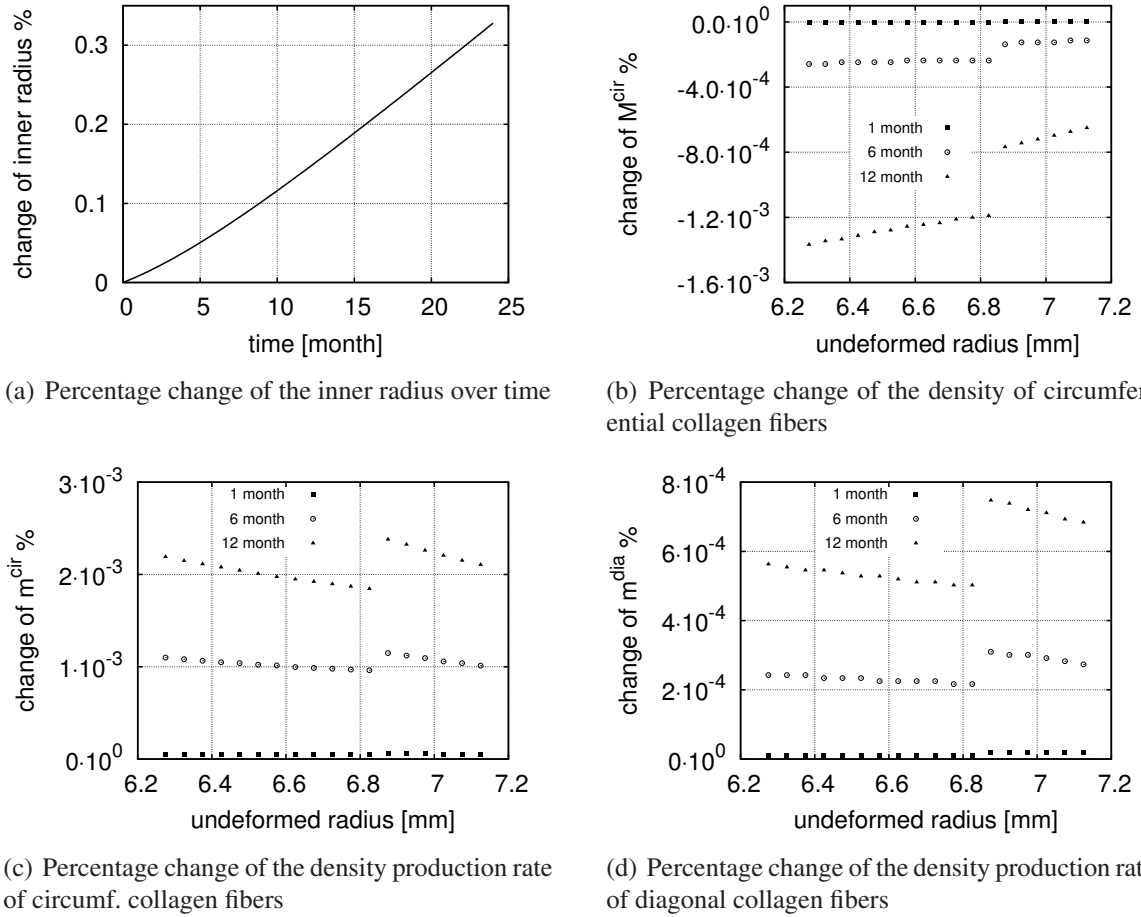 change of inner radius %
0.3
0.2
0.1
0
0 5 10 15 20 25
time [month]
(a) Percentage change of the inner radius over time
change of M^cir %
0.0·10^0
-4.0·10^-4
-8.0·10^-4
-1.2·10^-3
-1.6·10^-3
1 month
6 month
12 month
6.2 6.4 6.6 6.8 7 7.2
undeformed radius [mm]
(b) Percentage change of the density of circumfer
ential collagen fibers
change of m^cir %
3·10^-3
2·10^-3
1·10^-3
0·10^0
1 month
6 month
12 month
6.2 6.4 6.6 6.8 7 7.2
undeformed radius [mm]
(c) Percentage change of the density production rate
of circumf. collagen fibers
change of m^dia %
8·10^-4
6·10^-4
4·10^-4
2·10^-4
0·10^0
1 month
6 month
12 month
6.2 6.4 6.6 6.8 7 7.2
undeformed radius [mm]
(d) Percentage change of the density production rat
of diagonal collagen fibers